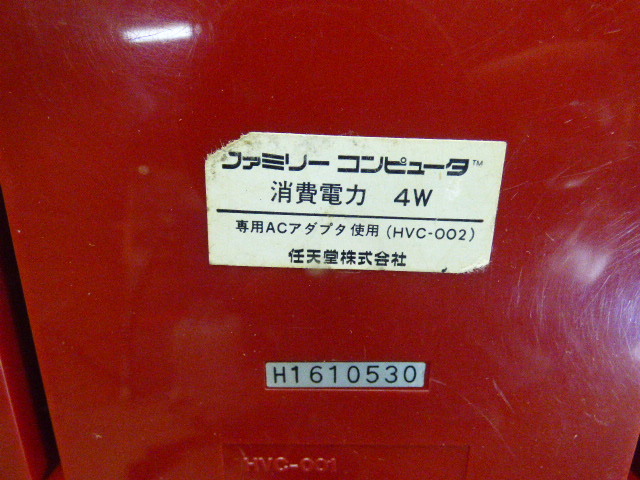 ファミリー コンピュータ™
消費電力 4W
専用ACアダプタ使用(HVC-002)
任天堂株式会社
H1610530
HVC-001